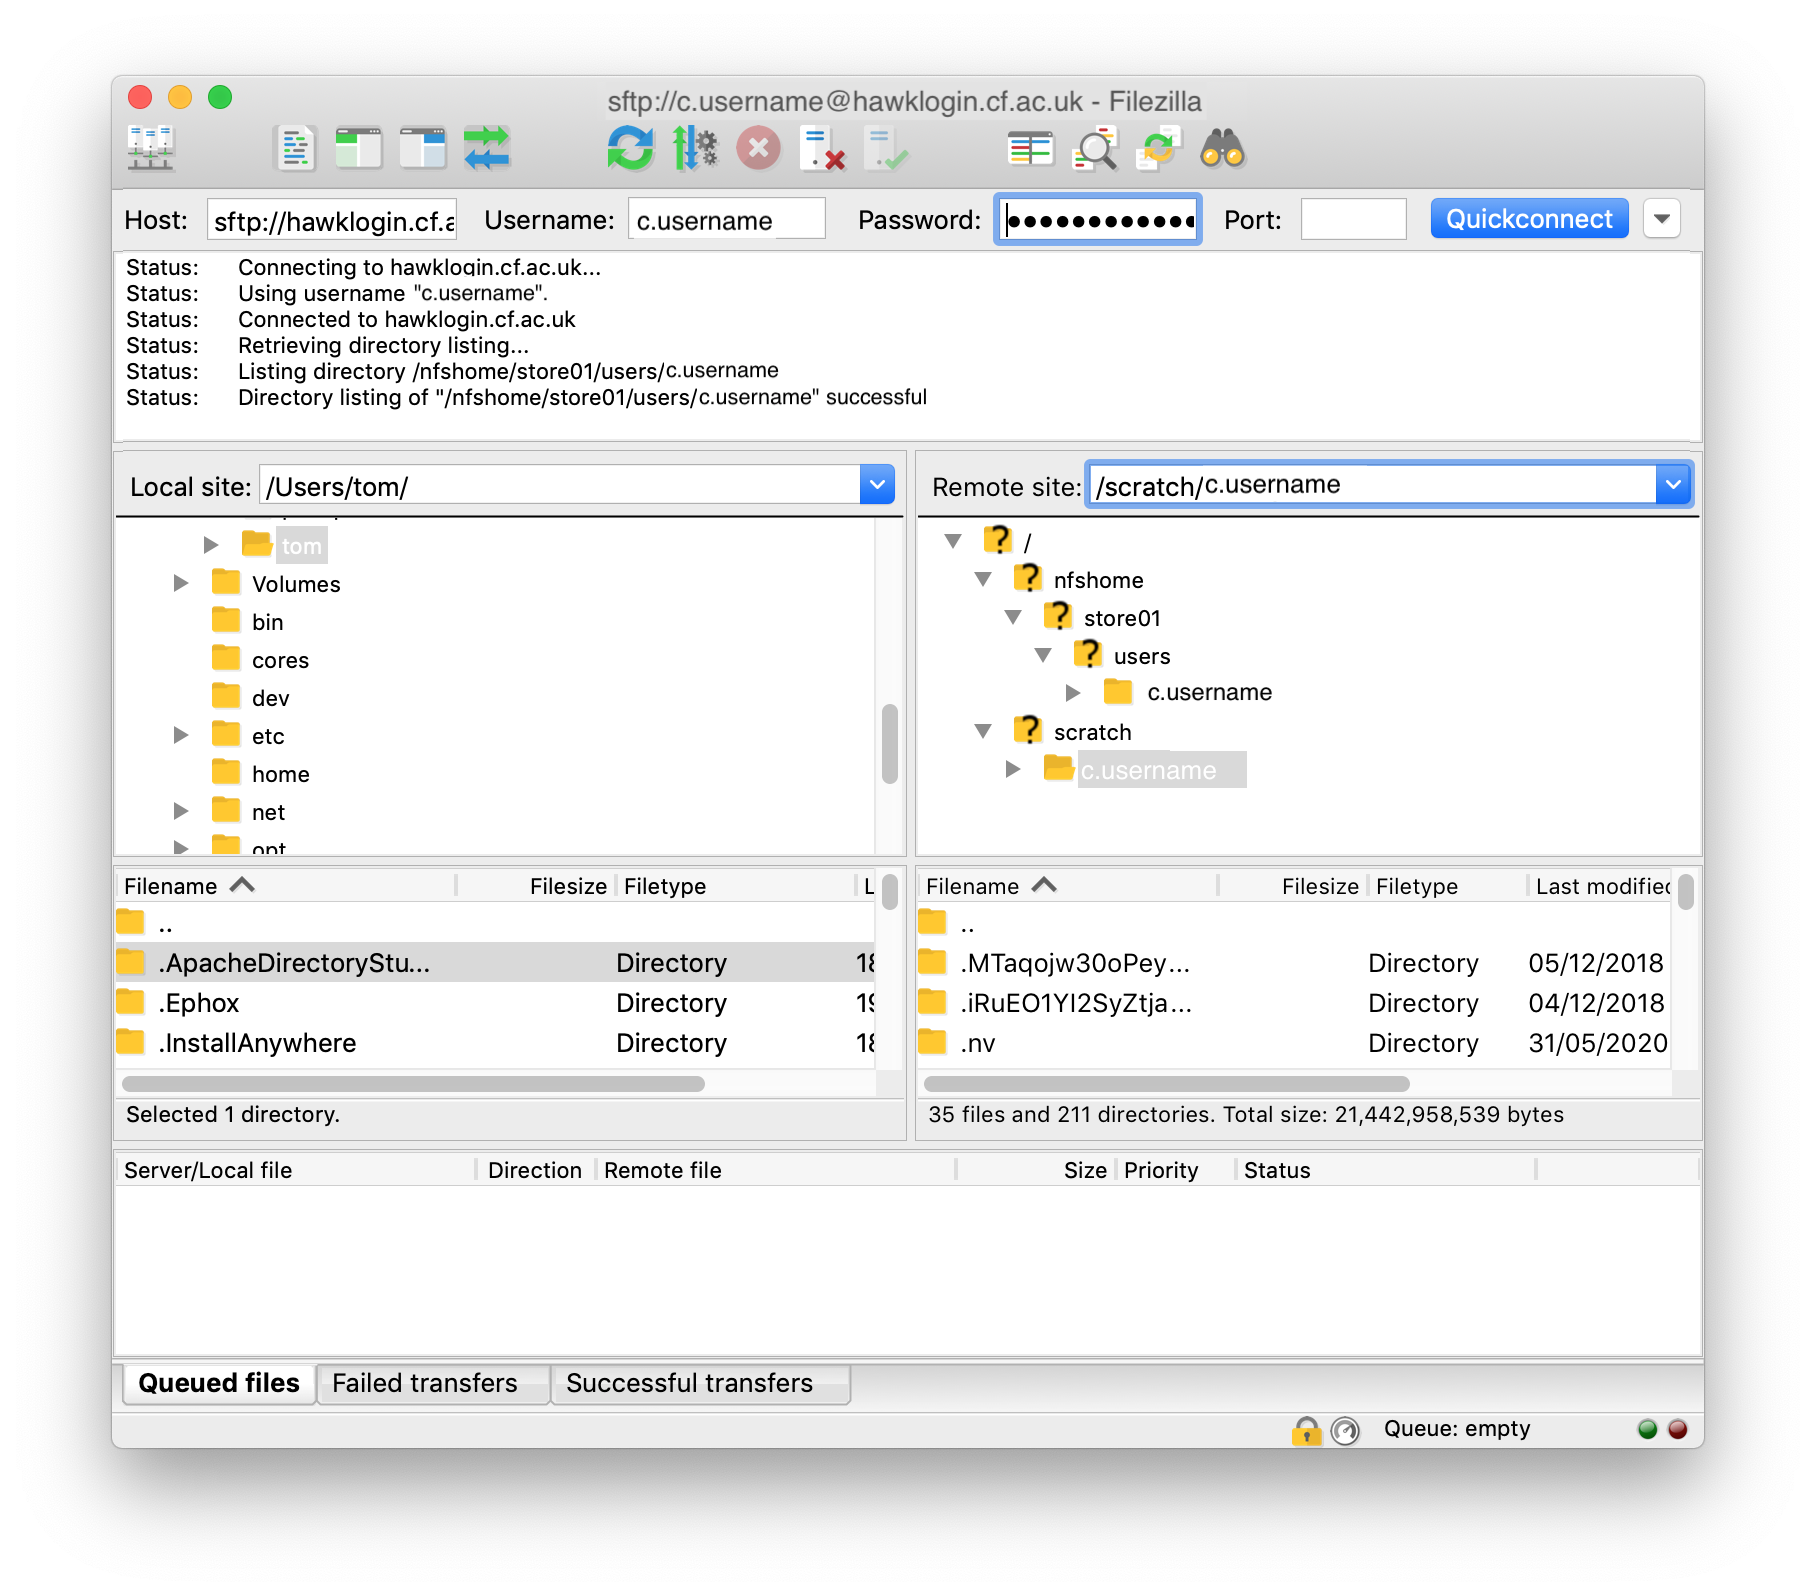 sftp://c.username@hawklogin.cf.ac.uk - Filezilla
Host: sftp://hawklogin.cf.a Username: c.username Password: ●●●●●●●●●●●● Port: Quickconnect
Status: Connecting to hawklogin.cf.ac.uk...
Status: Using username "c.username".
Status: Connected to hawklogin.cf.ac.uk
Status: Retrieving directory listing...
Status: Listing directory /nfshome/store01/users/c.username
Status: Directory listing of "/nfshome/store01/users/c.username" successful
Local site: /Users/tom/
tom
Volumes
bin
cores
dev
etc
home
net
opt
Remote site: /scratch/c.username
/
nfshome
store01
users
c.username
scratch
c.username
Filename Filesize Filetype L
..
.ApacheDirectoryStu... Directory 18
.Ephox Directory 19
.InstallAnywhere Directory 18
Selected 1 directory.
Filename Filesize Filetype Last modified
..
.MTaqojw30oPey... Directory 05/12/2018
.iRuEO1YI2SyZtja... Directory 04/12/2018
.nv Directory 31/05/2020
35 files and 211 directories. Total size: 21,442,958,539 bytes
Server/Local file Direction Remote file Size Priority Status
Queued files Failed transfers Successful transfers
Queue: empty